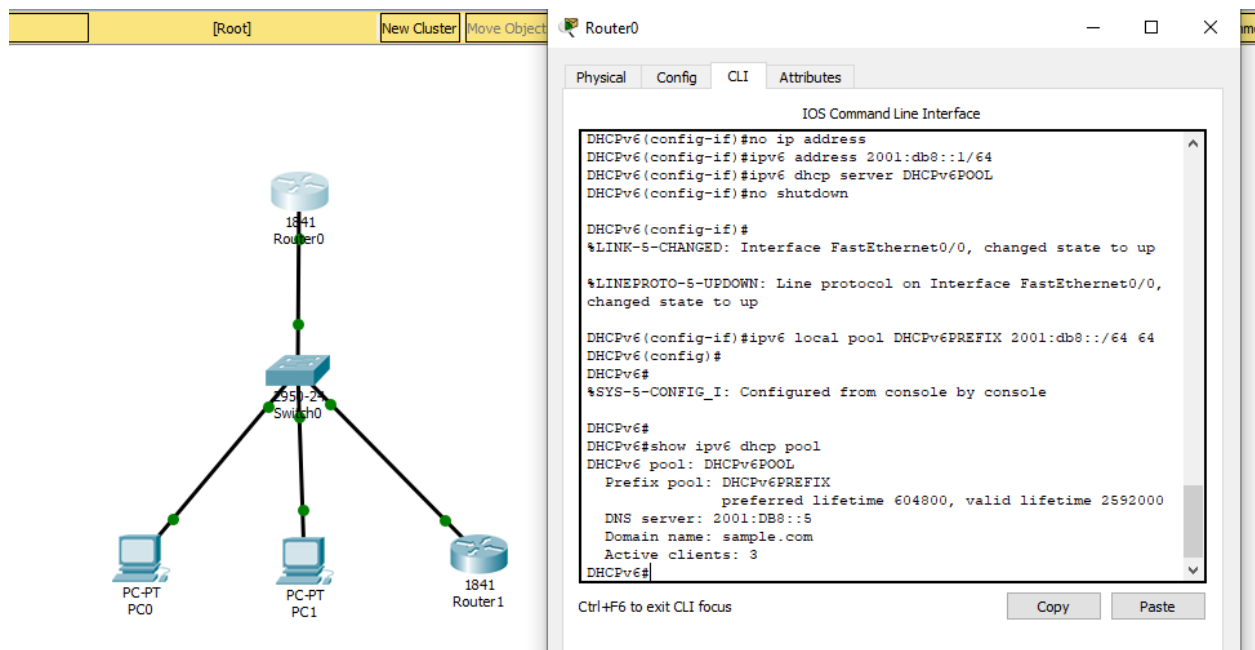 [Root]
New Cluster
Move Object
1841
Router0
2950-24
Switch0
PC-PT
PC0
PC-PT
PC1
1841
Router1
Router0
Physical
Config
CLI
Attributes
IOS Command Line Interface
DHCPv6(config-if)#no ip address
DHCPv6(config-if)#ipv6 address 2001:db8::1/64
DHCPv6(config-if)#ipv6 dhcp server DHCPv6POOL
DHCPv6(config-if)#no shutdown
DHCPv6(config-if)#
%LINK-5-CHANGED: Interface FastEthernet0/0, changed state to up
%LINEPROTO-5-UPDOWN: Line protocol on Interface FastEthernet0/0,
changed state to up
DHCPv6(config-if)#ipv6 local pool DHCPv6PREFIX 2001:db8::/64 64
DHCPv6(config)#
DHCPv6#
%SYS-5-CONFIG_I: Configured from console by console
DHCPv6#
DHCPv6#show ipv6 dhcp pool
DHCPv6 pool: DHCPv6POOL
Prefix pool: DHCPv6PREFIX
preferred lifetime 604800, valid lifetime 2592000
DNS server: 2001:DB8::5
Domain name: sample.com
Active clients: 3
DHCPv6#
Ctrl+F6 to exit CLI focus
Copy
Paste